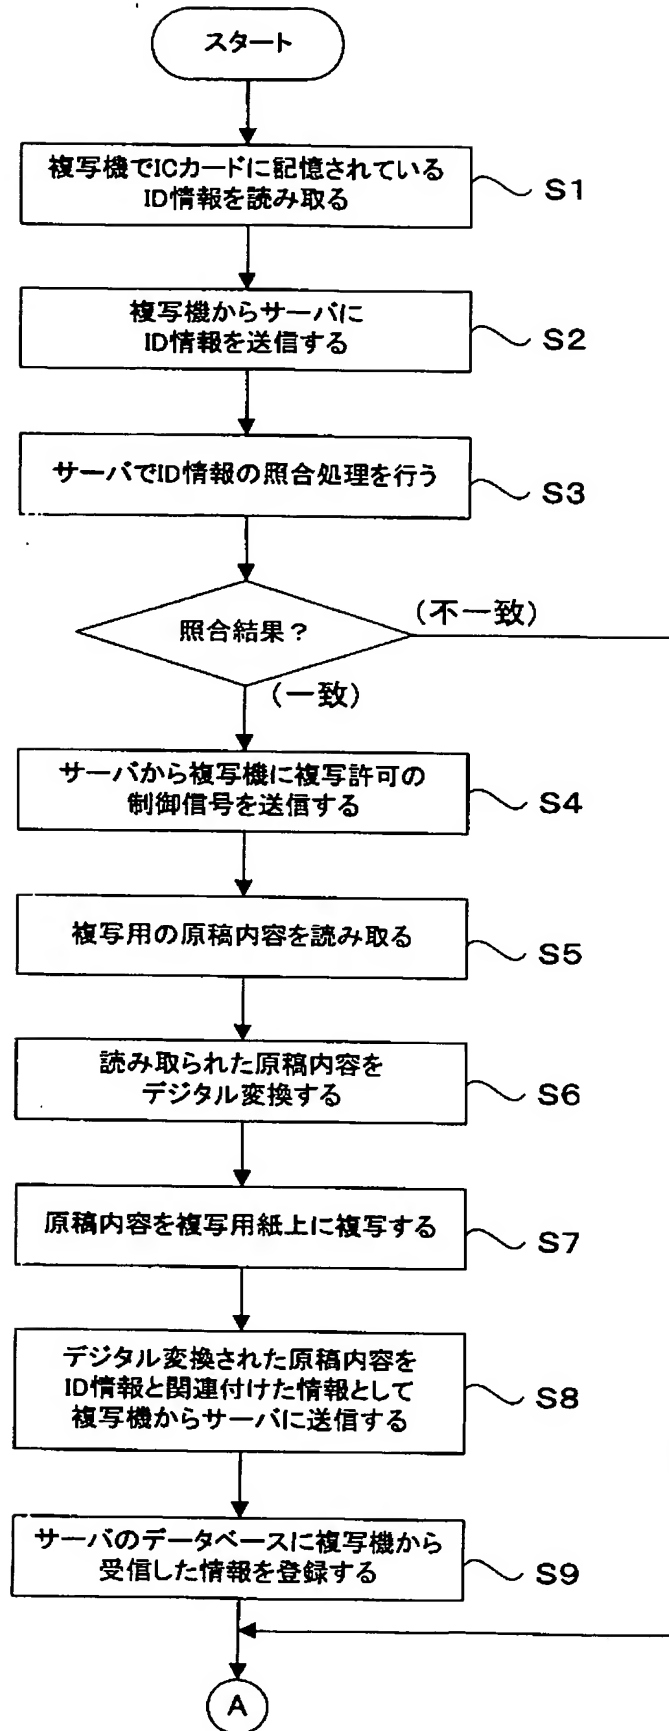 スタート
複写機でICカードに記憶されている
ID情報を読み取る
S1
複写機からサーバに
ID情報を送信する
S2
サーバでID情報の照合処理を行う
S3
照合結果？
(不一致)
(一致)
サーバから複写機に複写許可の
制御信号を送信する
S4
複写用の原稿内容を読み取る
S5
読み取られた原稿内容を
デジタル変換する
S6
原稿内容を複写用紙上に複写する
S7
デジタル変換された原稿内容を
ID情報と関連付けた情報として
複写機からサーバに送信する
S8
サーバのデータベースに複写機から
受信した情報を登録する
S9
A